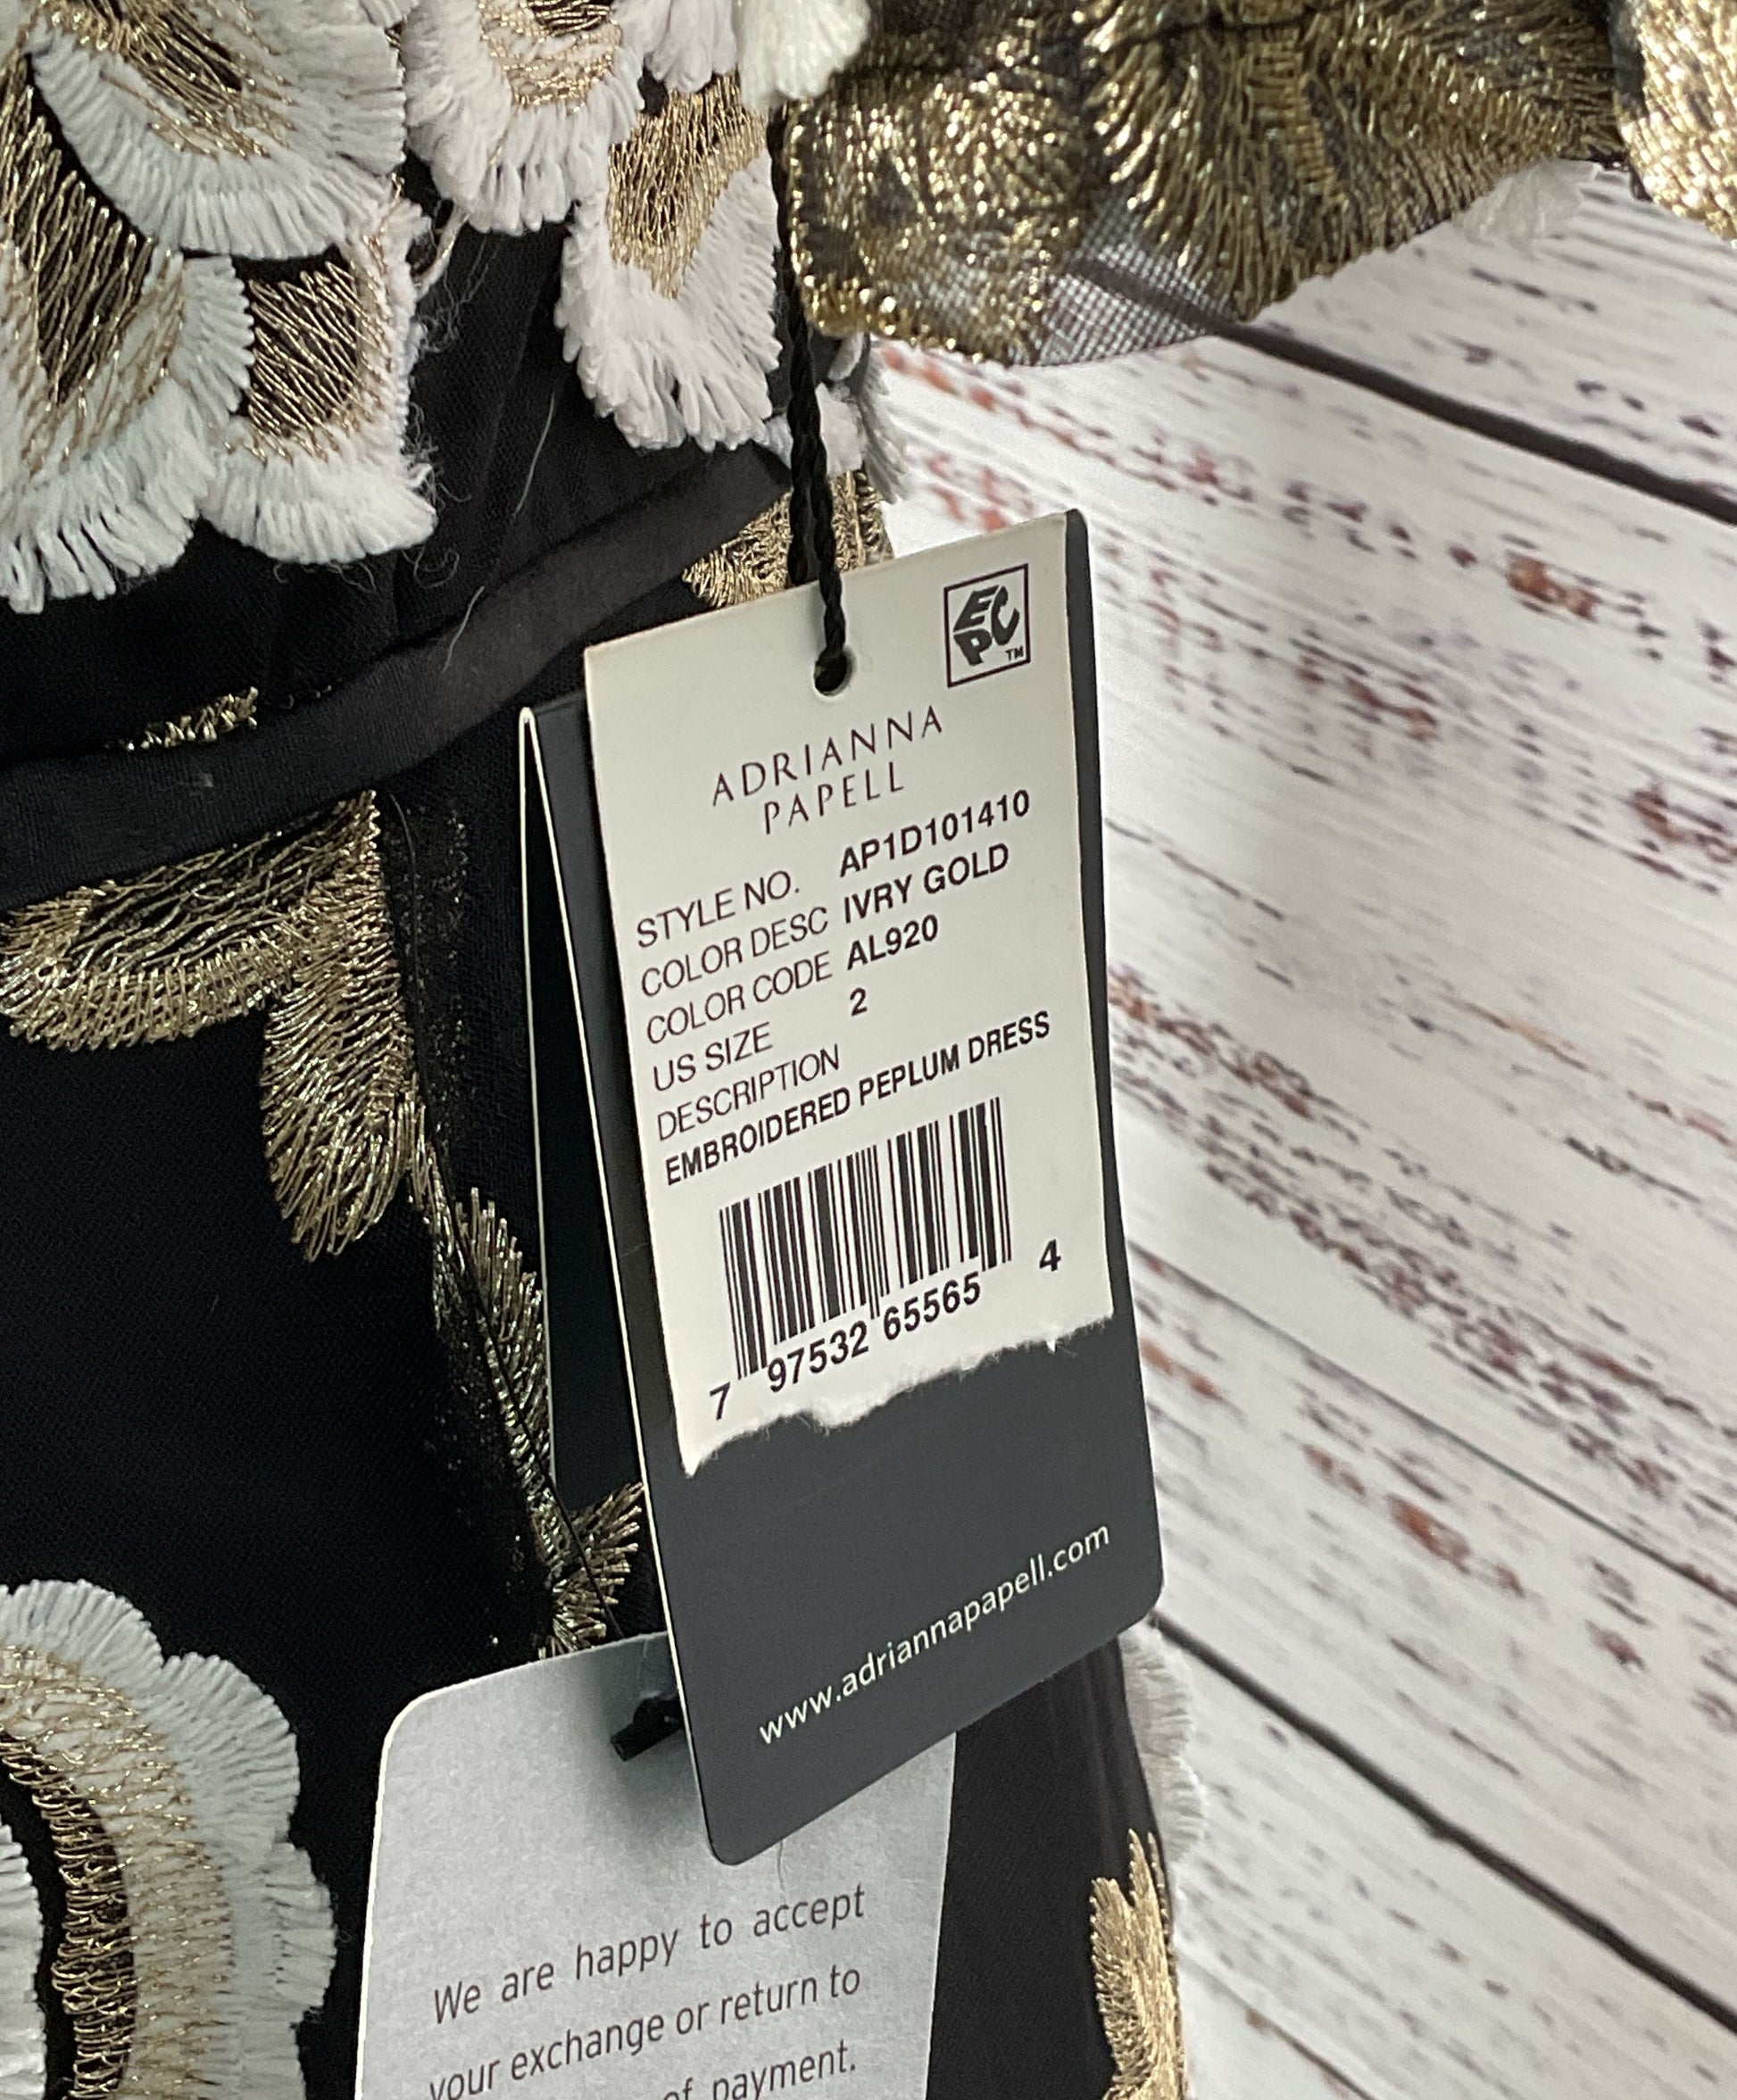 EPC
TM
ADRIANNA
PAPELL
STYLE NO. AP1D101410
COLOR DESC IVRY GOLD
COLOR CODE AL920
US SIZE 2
DESCRIPTION
EMBROIDERED PEPLUM DRESS
7 97532 65565 4
www.adriannapapell.com
We are happy to accept
your exchange or return to
of payment.